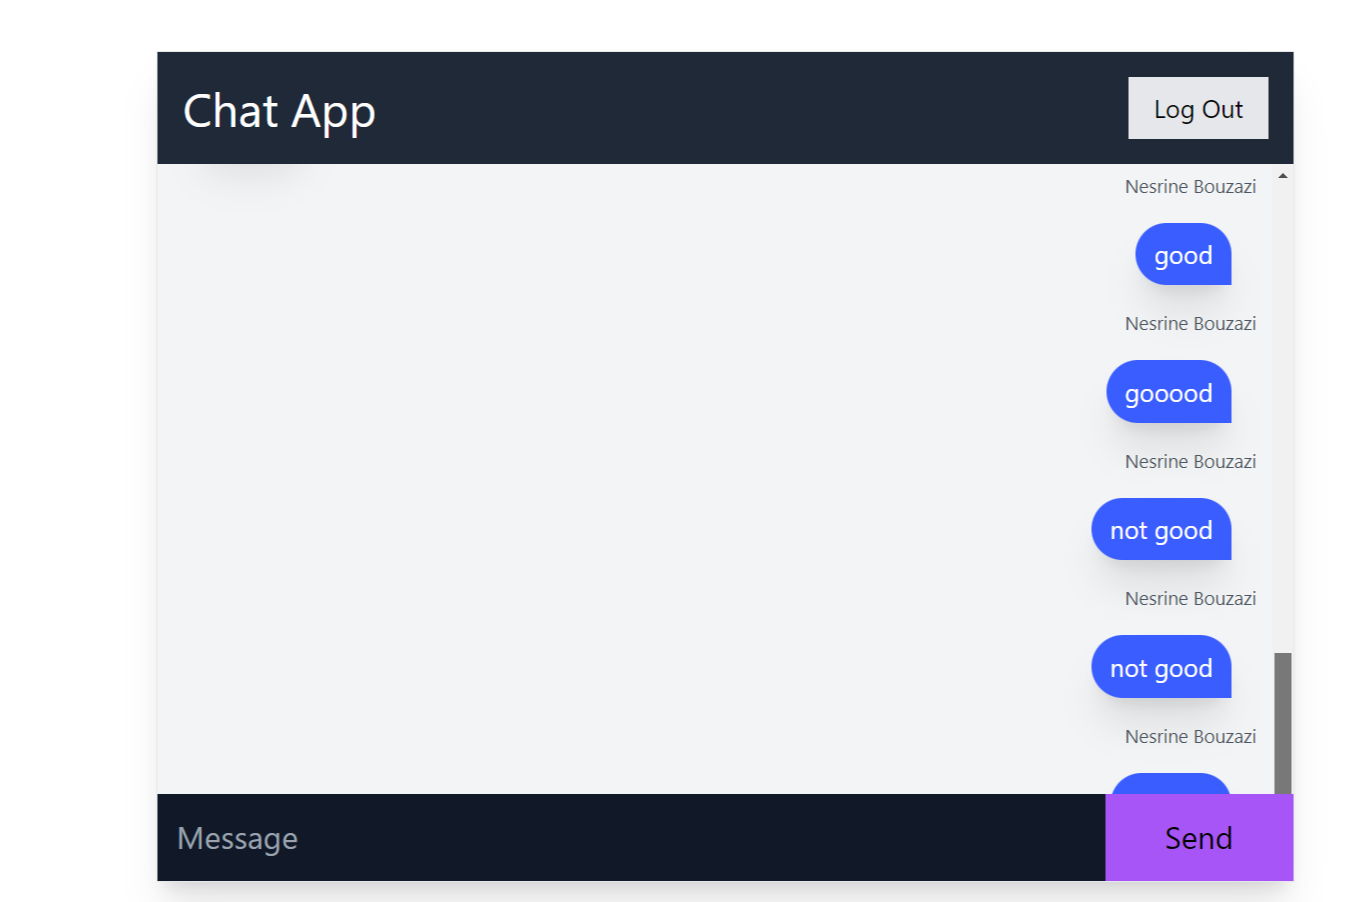 Chat App
Log Out
Nesrine Bouzazi
good
Nesrine Bouzazi
gooood
Nesrine Bouzazi
not good
Nesrine Bouzazi
not good
Nesrine Bouzazi
Message
Send